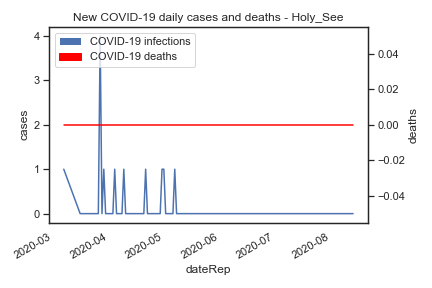 New COVID-19 daily cases and deaths - Holy_See
COVID-19 infections
COVID-19 deaths
4
3
2
1
0
cases
0.04
0.02
0.00
−0.02
−0.04
deaths
2020-03
2020-04
2020-05
2020-06
2020-07
2020-08
dateRep